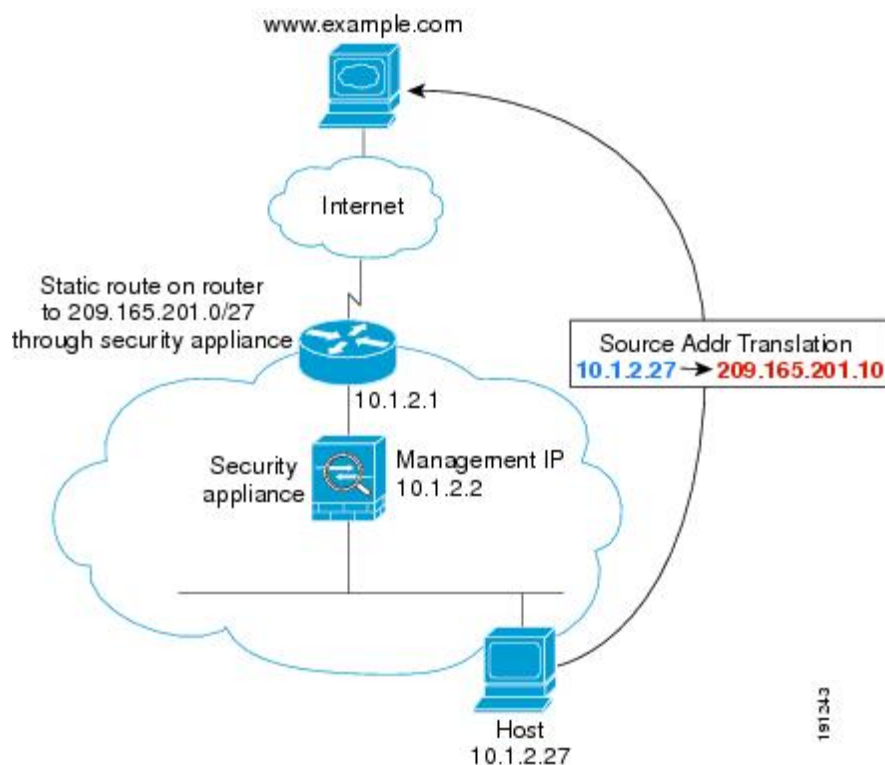 www.example.com
Internet
Static route on router
to 209.165.201.0/27
through security appliance
Source Addr Translation
10.1.2.27 209.165.201.10
10.1.2.1
Security
appliance
Management IP
10.1.2.2
Host
10.1.2.27
191243